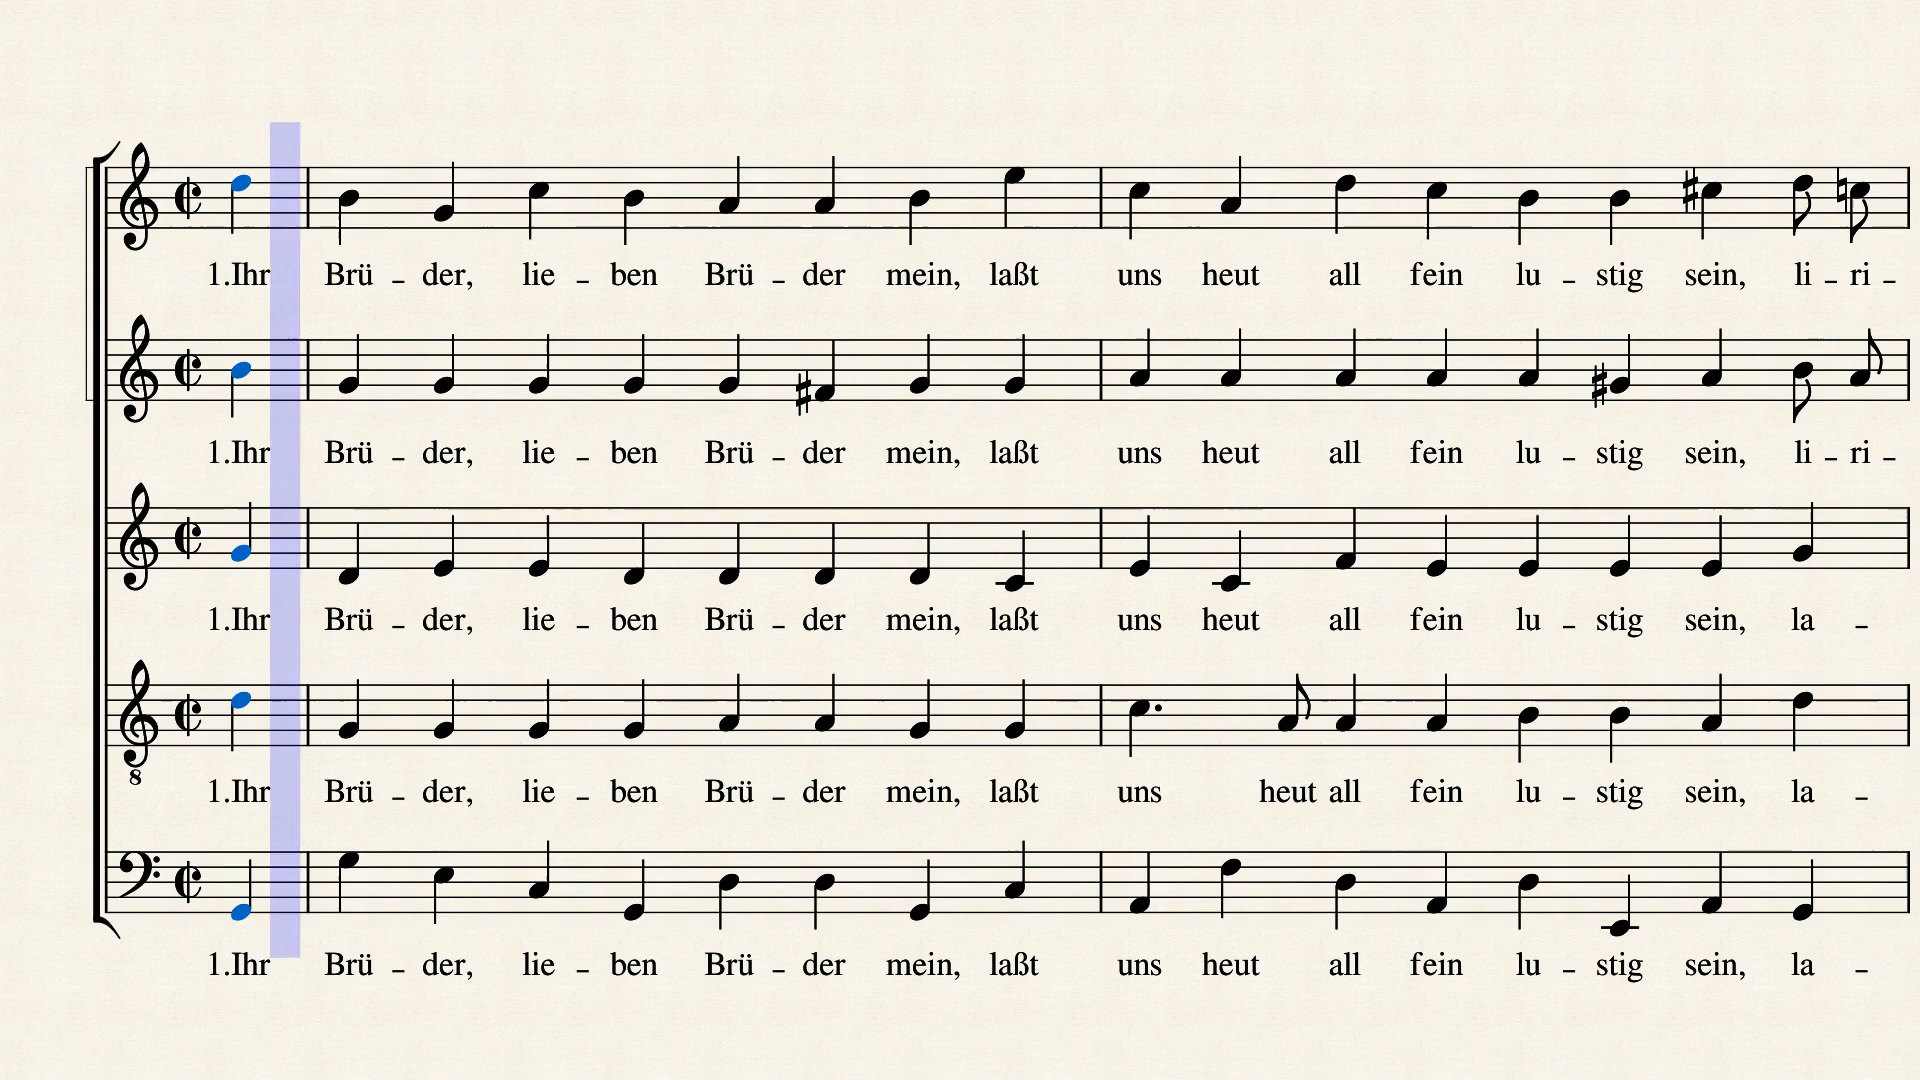 1.Ihr Brü – der, lie – ben Brü – der mein, laßt uns heut all fein lu – stig sein, li – ri –
1.Ihr Brü – der, lie – ben Brü – der mein, laßt uns heut all fein lu – stig sein, li – ri –
1.Ihr Brü – der, lie – ben Brü – der mein, laßt uns heut all fein lu – stig sein, la –
8
1.Ihr Brü – der, lie – ben Brü – der mein, laßt uns heut all fein lu – stig sein, la –
1.Ihr Brü – der, lie – ben Brü – der mein, laßt uns heut all fein lu – stig sein, la –